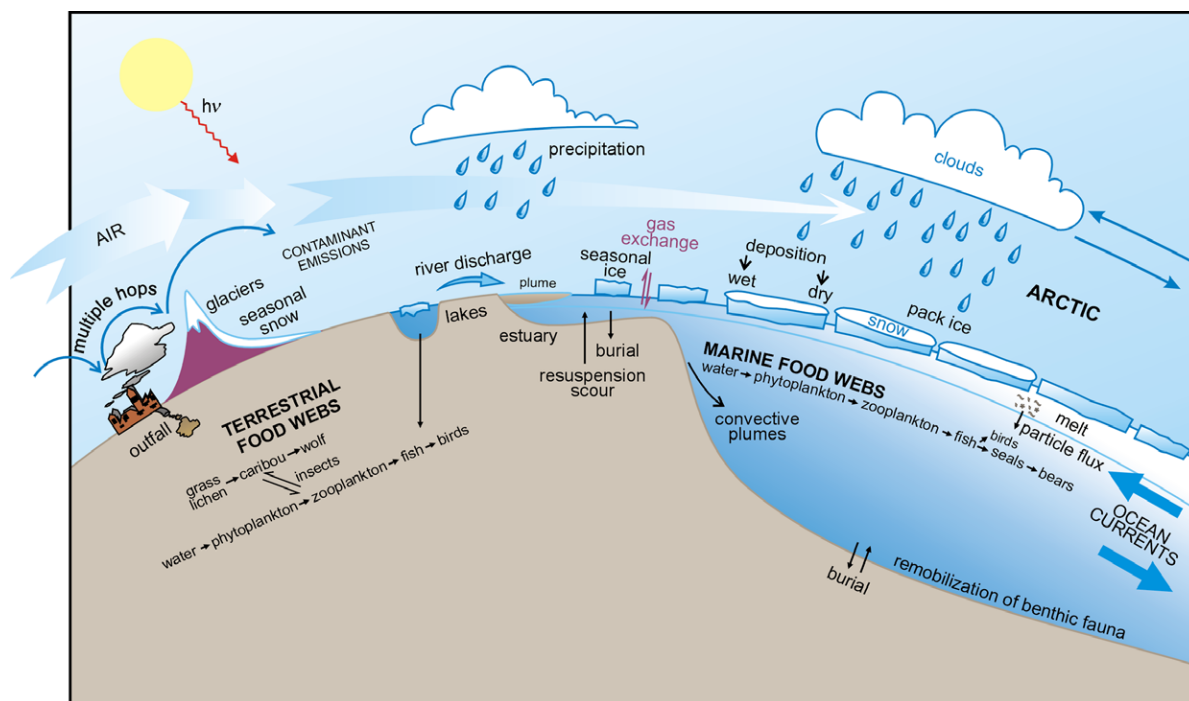 hν
precipitation
clouds
AIR
CONTAMINANT
EMISSIONS
gas
exchange
multiple hops
glaciers
seasonal
snow
river discharge
lakes
plume
estuary
seasonal
ice
deposition
wet
dry
ARCTIC
pack ice
snow
burial
resuspension
scour
MARINE FOOD WEBS
water → phytoplankton → zooplankton → fish → seals → bears
birds
convective
plumes
melt
particle flux
outfall
TERRESTRIAL
FOOD WEBS
grass
lichen → caribou → wolf
insects
water → phytoplankton → zooplankton → fish → birds
OCEAN
CURRENTS
burial
remobilization of benthic fauna